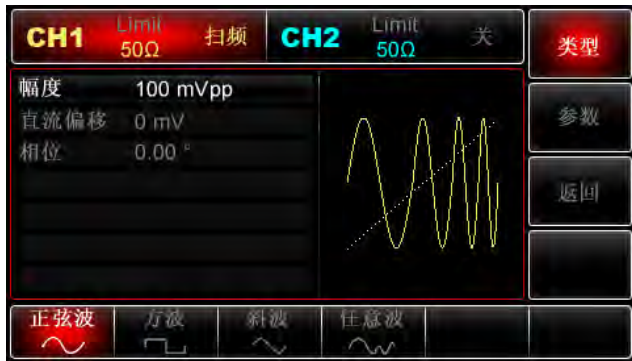 CH1 Limit 50Ω 扫频 CH2 Limit 50Ω 关
类型
幅度 100 mVpp
直流偏移 0 mV
相位 0.00 °
参数
返回
正弦波 方波 斜波 任意波